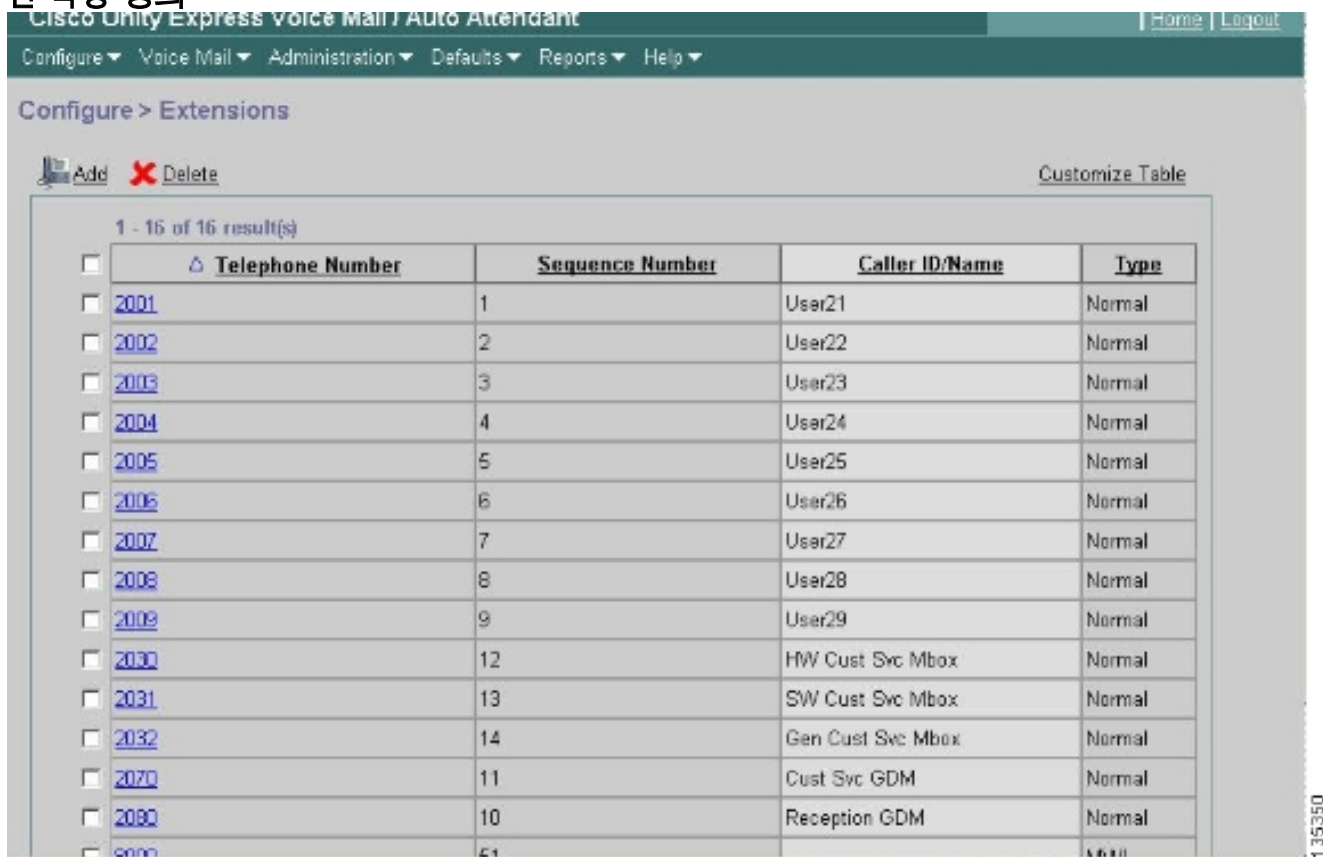 Cisco Unity Express Voice Mail / Auto Attendant | Home | Logout
Configure Voice Mail Administration Defaults Reports Help
Configure > Extensions
Add Delete Customize Table
1 - 16 of 16 result(s)
Telephone Number Sequence Number Caller ID/Name Type
2001 1 User21 Normal
2002 2 User22 Normal
2003 3 User23 Normal
2004 4 User24 Normal
2005 5 User25 Normal
2006 6 User26 Normal
2007 7 User27 Normal
2008 8 User28 Normal
2009 9 User29 Normal
2030 12 HW Cust Svc Mbox Normal
2031 13 SW Cust Svc Mbox Normal
2032 14 Gen Cust Svc Mbox Normal
2070 11 Cust Svc GDM Normal
2080 10 Reception GDM Normal
51 MWI
135350